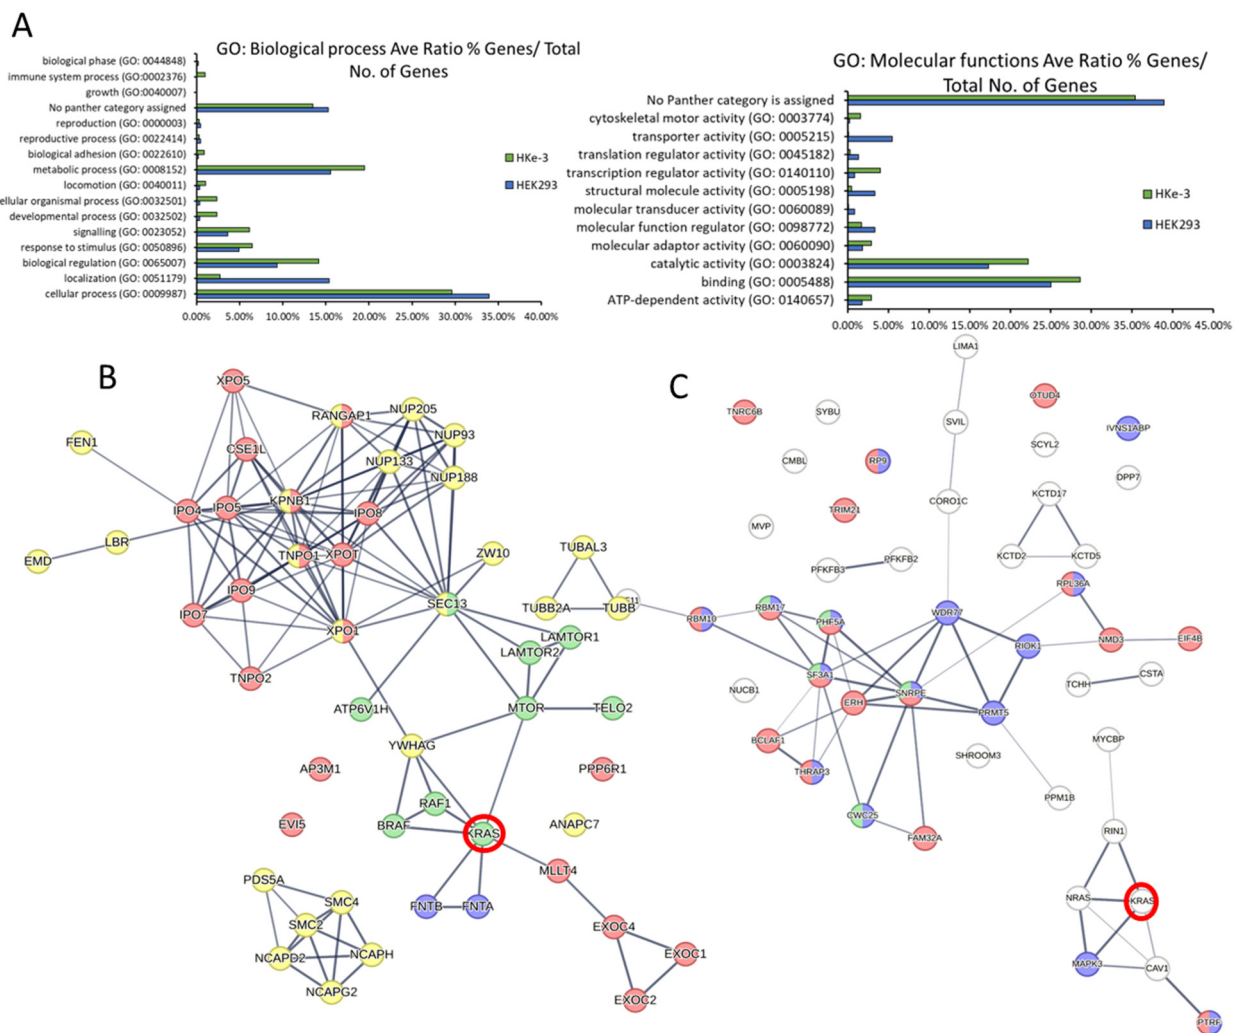 A
GO: Biological process Ave Ratio % Genes/ Total
No. of Genes
biological phase (GO: 0044848)
immune system process (GO:0002376)
growth (GO:0040007)
No panther category assigned
reproduction (GO: 0000003)
reproductive process (GO: 0022414)
biological adhesion (GO: 0022610)
metabolic process (GO: 0008152)
locomotion (GO: 0040011)
cellular organismal process (GO:0032501)
developmental process (GO: 0032502)
signalling (GO: 0023052)
response to stimulus (GO: 0050896)
biological regulation (GO: 0065007)
localization (GO: 0051179)
cellular process (GO: 0009987)
0.00% 5.00% 10.00% 15.00% 20.00% 25.00% 30.00% 35.00% 40.00%
HKe-3
HEK293
GO: Molecular functions Ave Ratio % Genes/
Total No. of Genes
No Panther category is assigned
cytoskeletal motor activity (GO: 0003774)
transporter activity (GO: 0005215)
translation regulator activity (GO: 0045182)
transcription regulator activity (GO: 0140110)
structural molecule activity (GO: 0005198)
molecular transducer activity (GO: 0060089)
molecular function regulator (GO: 0098772)
molecular adaptor activity (GO: 0060090)
catalytic activity (GO: 0003824)
binding (GO: 0005488)
ATP-dependent activity (GO: 0140657)
0.00% 5.00% 10.00% 15.00% 20.00% 25.00% 30.00% 35.00% 40.00% 45.00%
HKe-3
HEK293
B
XPO5
RANGAP1
NUP205
FEN1
CSE1L
NUP93
NUP133
NUP188
KPNB1
IPO4
IPO5
IPO8
LBR
EMD
TNPO1
XPOT
ZW10
TUBAL3
IPO9
IPO7
SEC13
TUBB2A
TUBB
XPO1
LAMTOR1
LAMTOR2
TNPO2
ATP6V1H
MTOR
TELO2
YWHAG
AP3M1
PPP6R1
RAF1
EVI5
BRAF
KRAS
ANAPC7
MLLT4
PDS5A
SMC4
FNTB
FNTA
SMC2
EXOC4
NCAPD2
NCAPH
EXOC1
NCAPG2
EXOC2
C
LIMA1
TNRC6B
SYBU
OTUD4
SVIL
IVNS1ABP
SCYL2
CMBL
RP9
DPP7
CORO1C
KCTD17
TRIM21
MVP
PFKFB3
PFKFB2
KCTD2
KCTD5
RPL36A
RBM10
RBM17
PHF5A
WDR77
RIOK1
NMD3
EIF4B
SF3A1
NUCB1
ERH
SNRPE
TCHH
CSTA
PRMT5
BCLAF1
THRAP3
SHROOM3
MYCBP
PPM1B
CWC25
FAM32A
RIN1
NRAS
KRAS
MAPK3
CAV1
PTRF